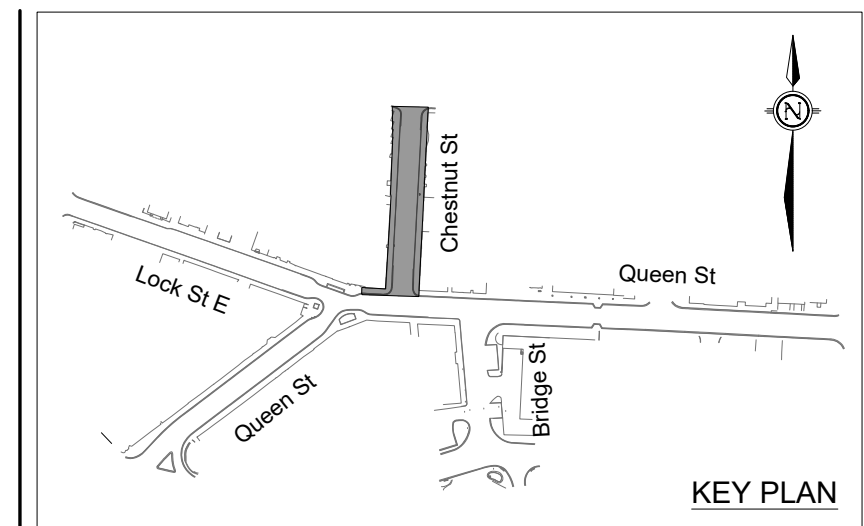 N
Chestnut St
Queen St
Lock St E
Queen St
Bridge St
KEY PLAN